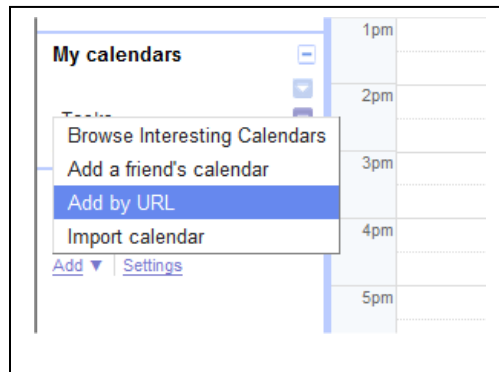 My calendars
Browse Interesting Calendars
Add a friend's calendar
Add by URL
Import calendar
Add ▼ Settings
1pm
2pm
3pm
4pm
5pm